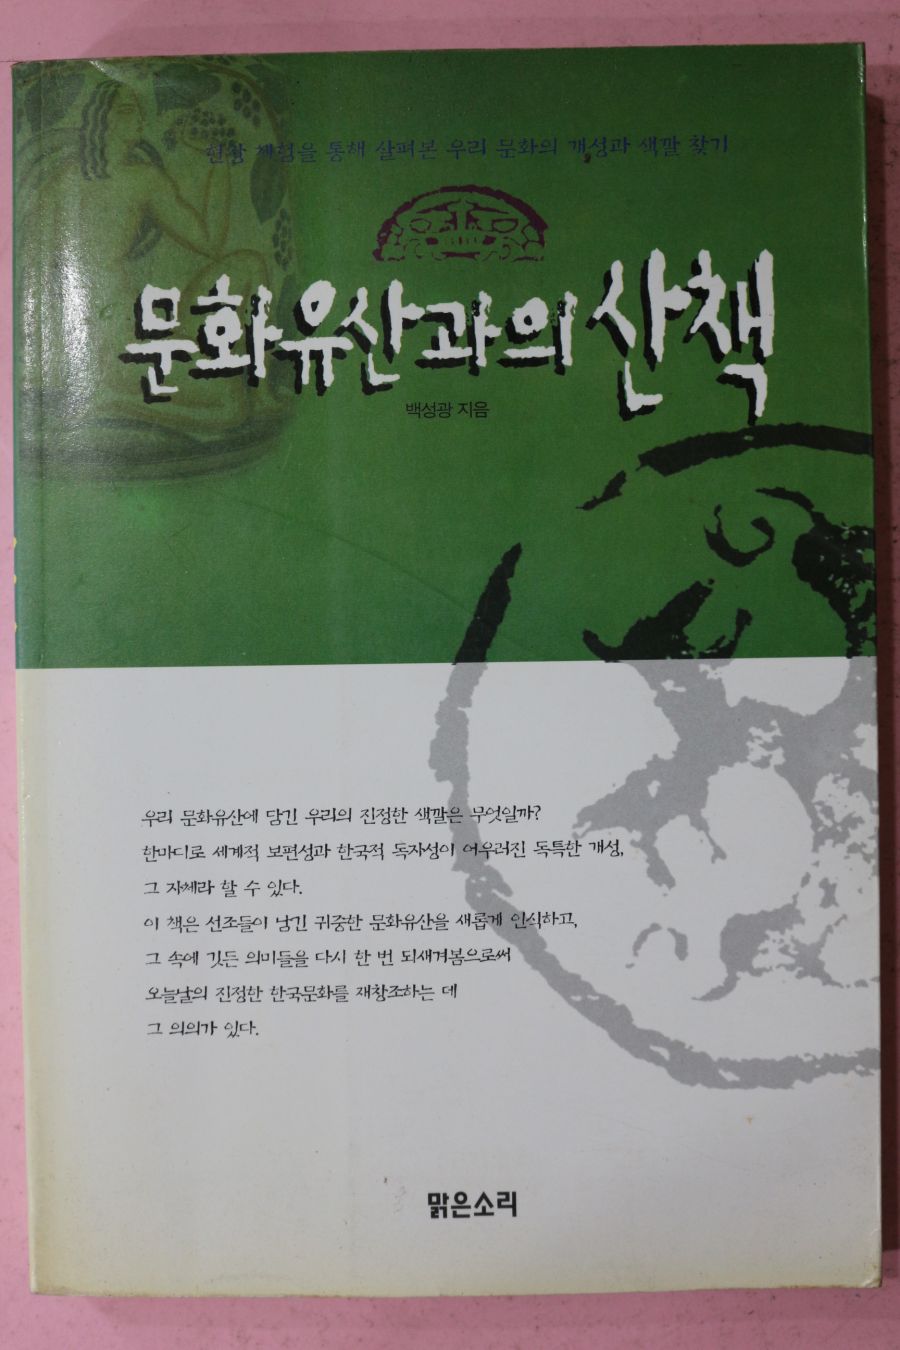 현장 체험을 통해 살펴본 우리 문화의 개성과 색깔 찾기
문화유산과의 산책
백성광 지음
우리 문화유산에 담긴 우리의 진정한 색깔은 무엇일까?
한마디로 세계적 보편성과 한국적 독자성이 어우러진 독특한 개성,
그 자체라 할 수 있다.
이 책은 선조들이 남긴 귀중한 문화유산을 새롭게 인식하고,
그 속에 깃든 의미들을 다시 한 번 되새겨봄으로써
오늘날의 진정한 한국문화를 재창조하는 데
그 의의가 있다.
맑은소리